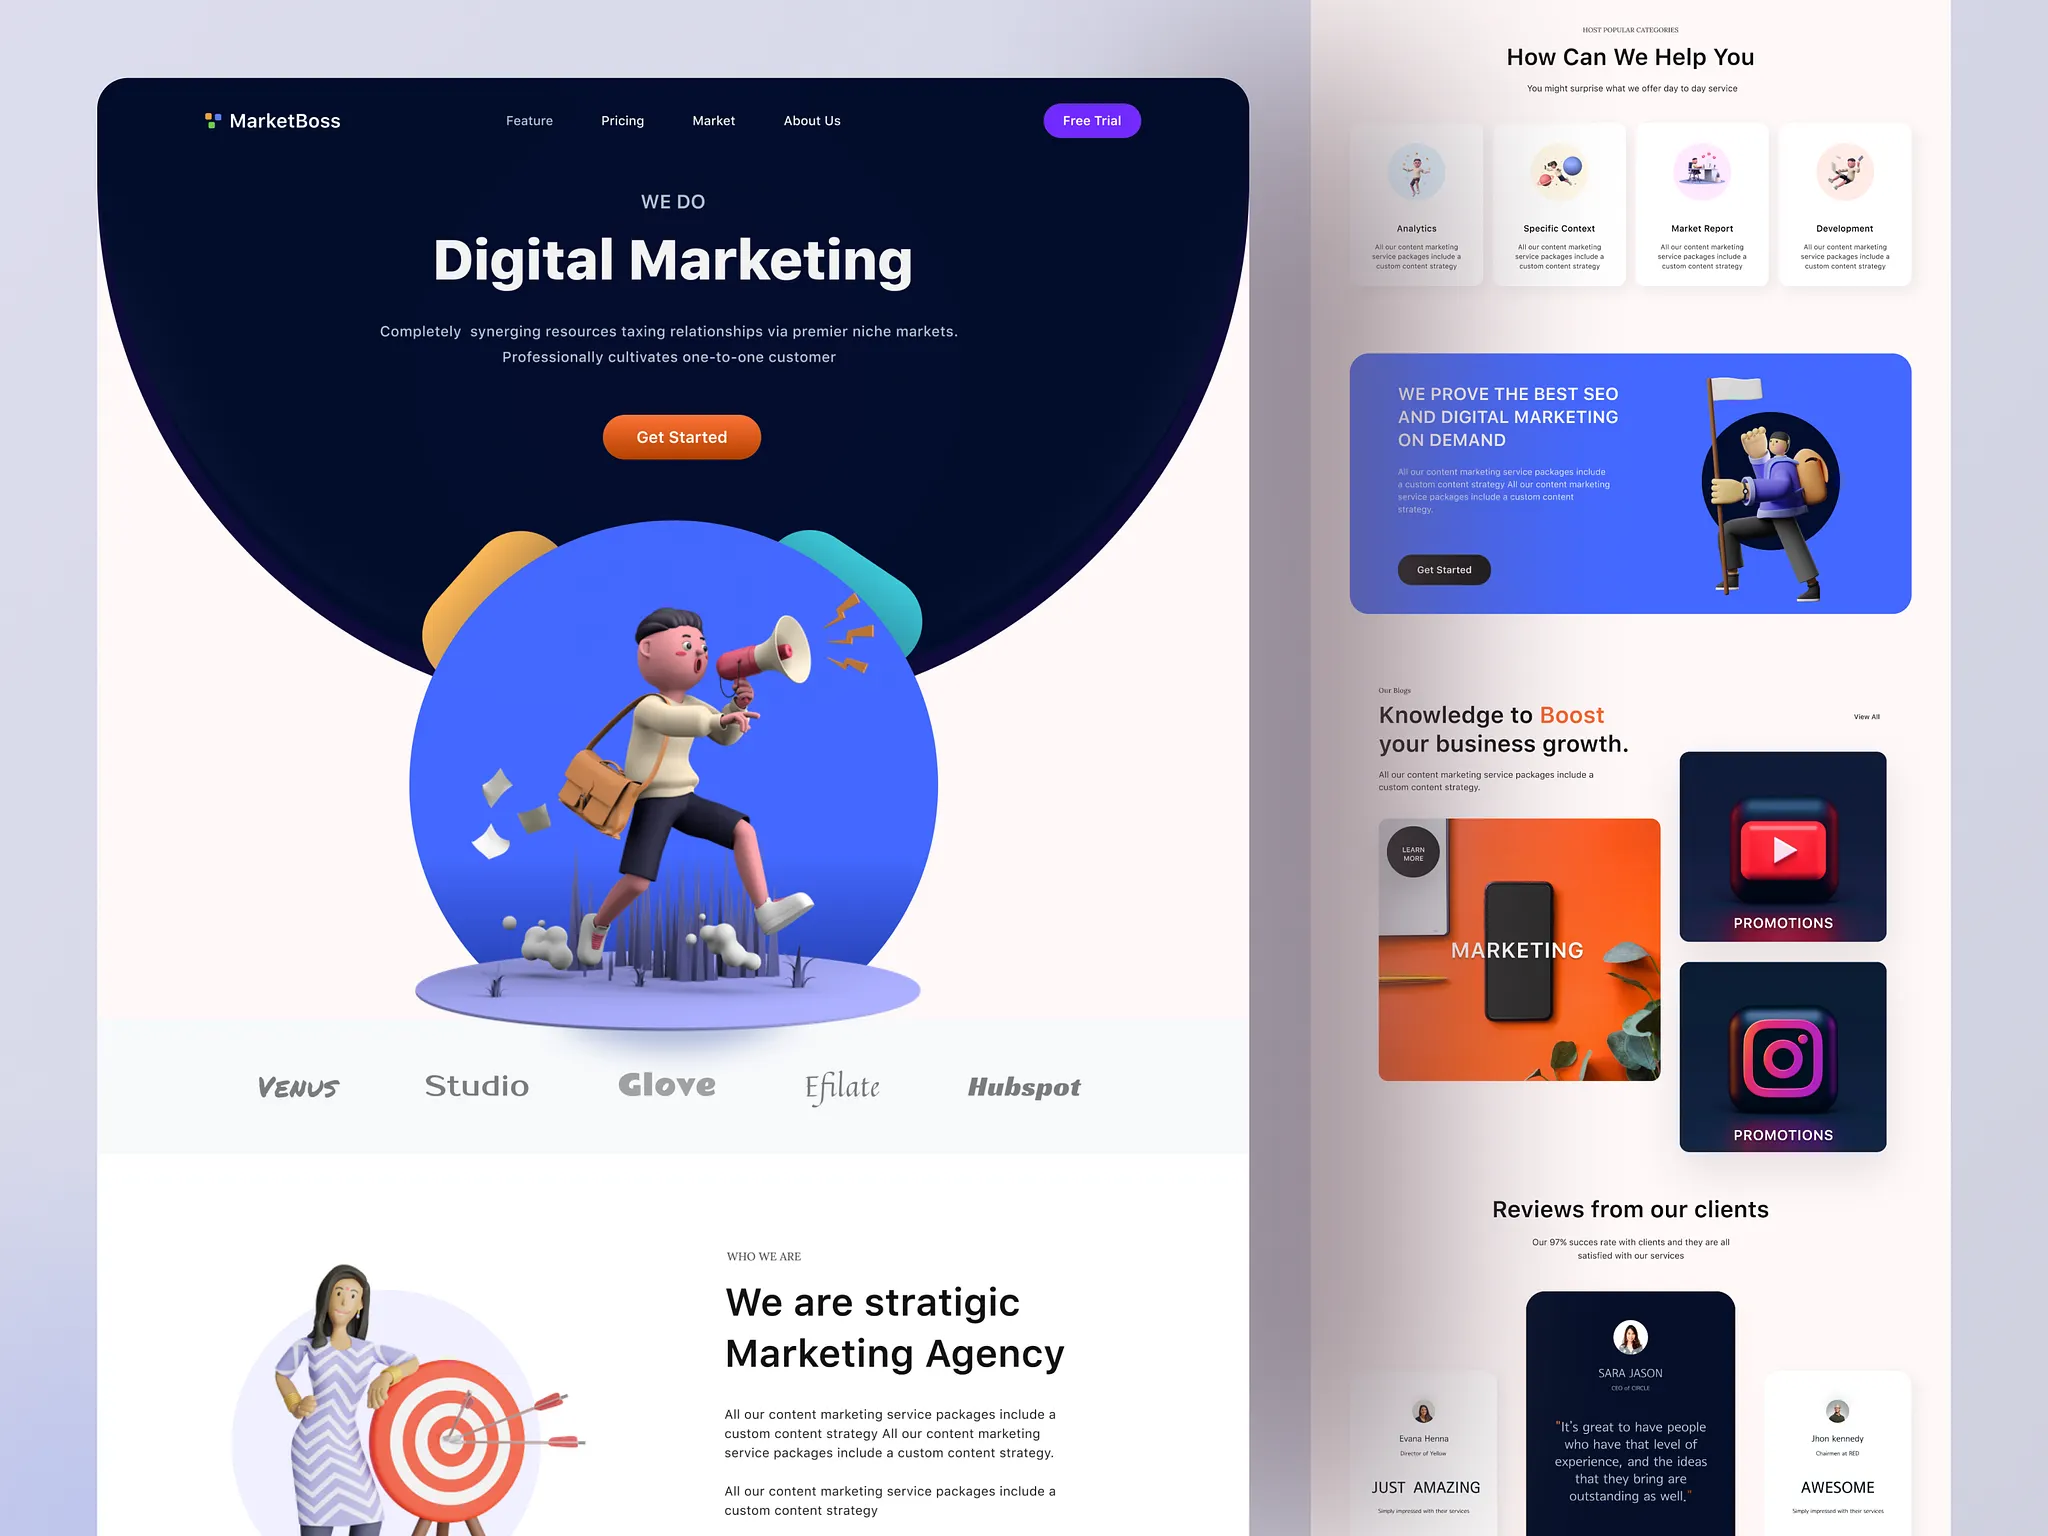 MarketBoss
Feature
Pricing
Market
About Us
Free Trial
WE DO
Digital Marketing
Completely synerging resources taxing relationships via premier niche markets.
Professionally cultivates one-to-one customer
Get Started
VENUS
Studio
Glove
Efilate
Hubspot
WHO WE ARE
We are stratigic
Marketing Agency
All our content marketing service packages include a
custom content strategy All our content marketing
service packages include a custom content strategy.
All our content marketing service packages include a
custom content strategy
HOST POPULAR CATEGORIES
How Can We Help You
You might surprise what we offer day to day service
Analytics
All our content marketing
service packages include a
custom content strategy
Specific Context
All our content marketing
service packages include a
custom content strategy
Market Report
All our content marketing
service packages include a
custom content strategy
Development
All our content marketing
service packages include a
custom content strategy
WE PROVE THE BEST SEO
AND DIGITAL MARKETING
ON DEMAND
All our content marketing service packages include
a custom content strategy All our content marketing
service packages include a custom content
strategy.
Get Started
Our Blogs
Knowledge to Boost
your business growth.
View All
All our content marketing service packages include a
custom content strategy.
LEARN
MORE
MARKETING
PROMOTIONS
PROMOTIONS
Reviews from our clients
Our 97% succes rate with clients and they are all
satisfied with our services
Evana Henna
Director of Yellow
JUST AMAZING
Simply impressed with their services
SARA JASON
CEO of CIRCLE
"It's great to have people
who have that level of
experience, and the ideas
that they bring are
outstanding as well."
Jhon kennedy
Chairmen at RED
AWESOME
Simply impressed with their services